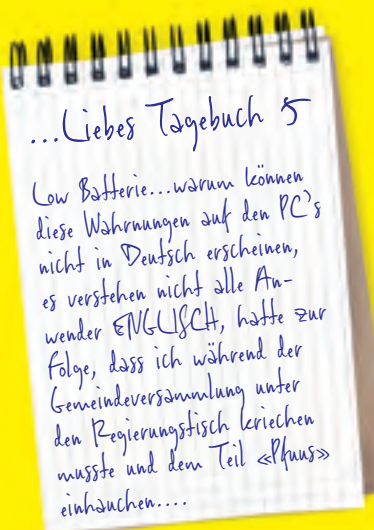 ...Liebes Tagebuch 5
Low Batterie...warum können
diese Wahrnungen auf den PC's
nicht in Deutsch erscheinen,
es verstehen nicht alle An-
wender ENGLISCH, hatte zur
Folge, dass ich während der
Gemeindeversammlung unter
den Regierungstisch kriechen
musste und dem Teil «Pfuus»
einhauchen....